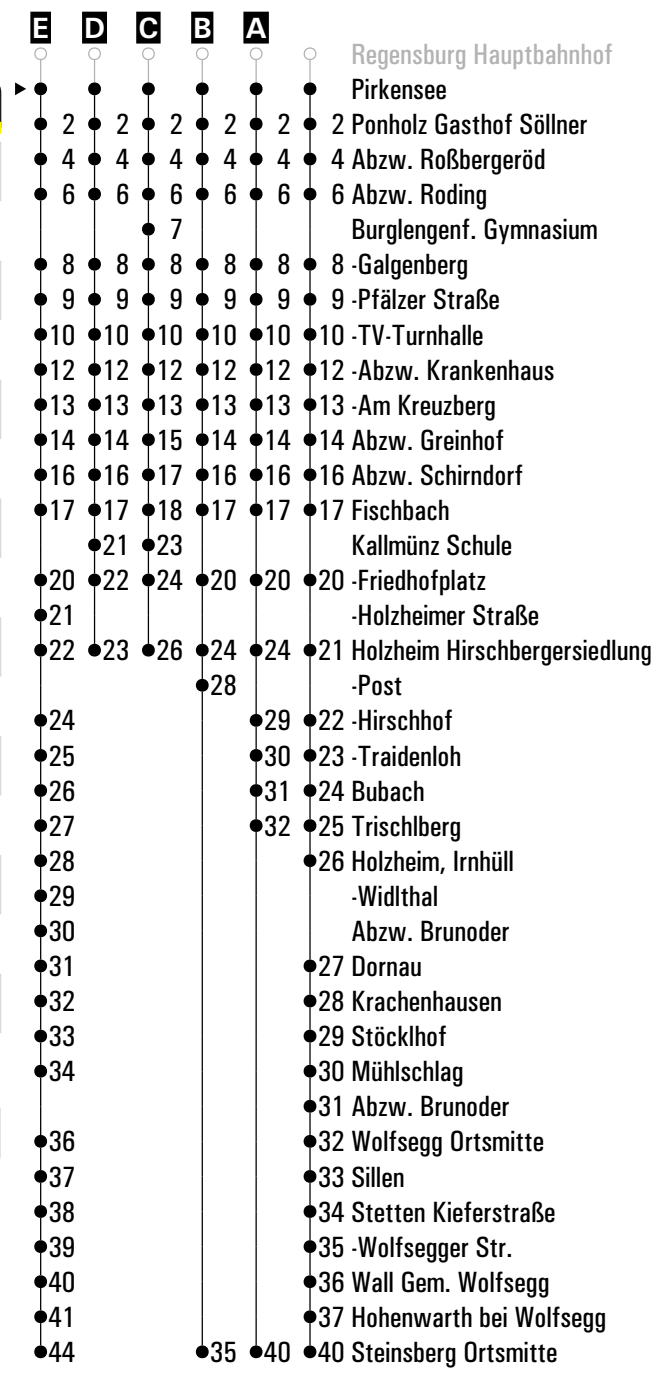 E D C B A
Regensburg Hauptbahnhof
Pirkensee
2 2 2 2 2 2 Ponholz Gasthof Söllner
4 4 4 4 4 4 Abzw. Roßbergeröd
6 6 6 6 6 6 Abzw. Roding
7 Burglengenf. Gymnasium
8 8 8 8 8 8 -Galgenberg
9 9 9 9 9 9 -Pfälzer Straße
10 10 10 10 10 10 -TV-Turnhalle
12 12 12 12 12 12 -Abzw. Krankenhaus
13 13 13 13 13 13 -Am Kreuzberg
14 14 15 14 14 14 Abzw. Greinhof
16 16 17 16 16 16 Abzw. Schirndorf
17 17 18 17 17 17 Fischbach
21 23 Kallmünz Schule
20 22 24 20 20 20 -Friedhofplatz
21 -Holzheimer Straße
22 23 26 24 24 21 Holzheim Hirschbergersiedlung
28 -Post
24 29 22 -Hirschhof
25 30 23 -Traidenloh
26 31 24 Bubach
27 32 25 Trischlberg
28 26 Holzheim, Irnhüll
29 -Widlthal
30 Abzw. Brunoder
31 27 Dornau
32 28 Krachenhausen
33 29 Stöcklhof
34 30 Mühlschlag
31 Abzw. Brunoder
36 32 Wolfsegg Ortsmitte
37 33 Sillen
38 34 Stetten Kieferstraße
39 35 -Wolfsegger Str.
40 36 Wall Gem. Wolfsegg
41 37 Hohenwarth bei Wolfsegg
44 35 40 40 Steinsberg Ortsmitte